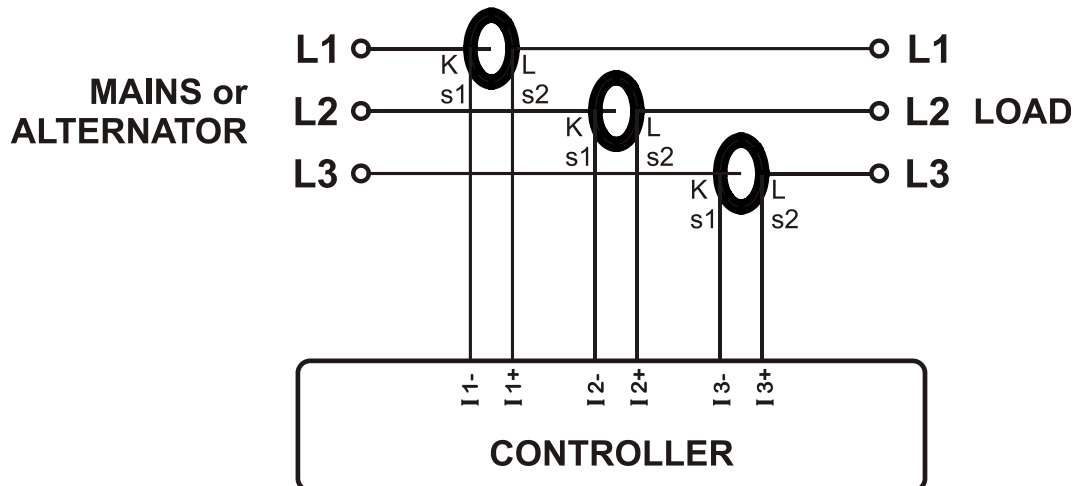 L1 K L L1
s1 s2
MAINS or
ALTERNATOR
L2 K L L2 LOAD
s1 s2
L3 K L L3
s1 s2
I1- I1+ I2- I2+ I3- I3+
CONTROLLER